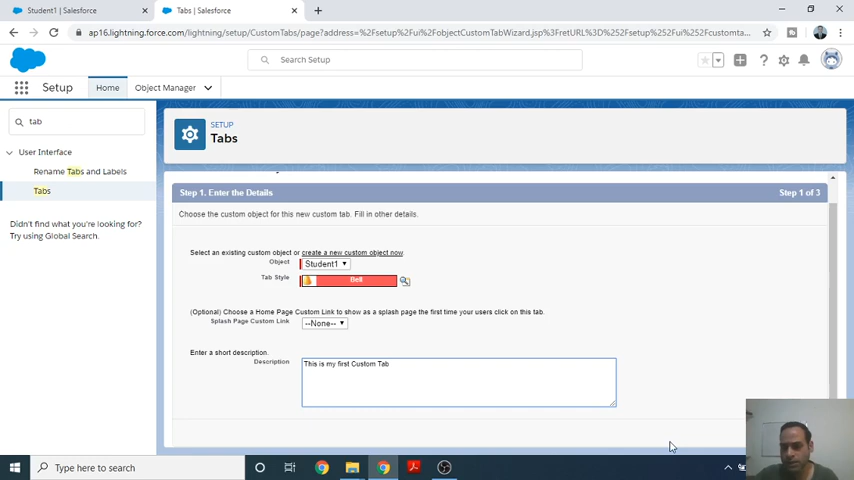 Student1 | Salesforce
Tabs | Salesforce
ap16.lightning.force.com/lightning/setup/CustomTabs/page?address=%2Fsetup%2Fui%2FobjectCustomTabWizard.jsp%3FretURL%3D%252Fsetup%252Fui%252Fcustomta...
Search Setup
Setup
Home
Object Manager
tab
User Interface
Rename Tabs and Labels
Tabs
Didn't find what you're looking for?
Try using Global Search.
SETUP
Tabs
Step 1. Enter the Details
Step 1 of 3
Choose the custom object for this new custom tab. Fill in other details.
Select an existing custom object or create a new custom object now.
Object
Student1
Tab Style
Bell
(Optional) Choose a Home Page Custom Link to show as a splash page the first time your users click on this tab.
Splash Page Custom Link
--None--
Enter a short description.
Description
This is my first Custom Tab
Type here to search